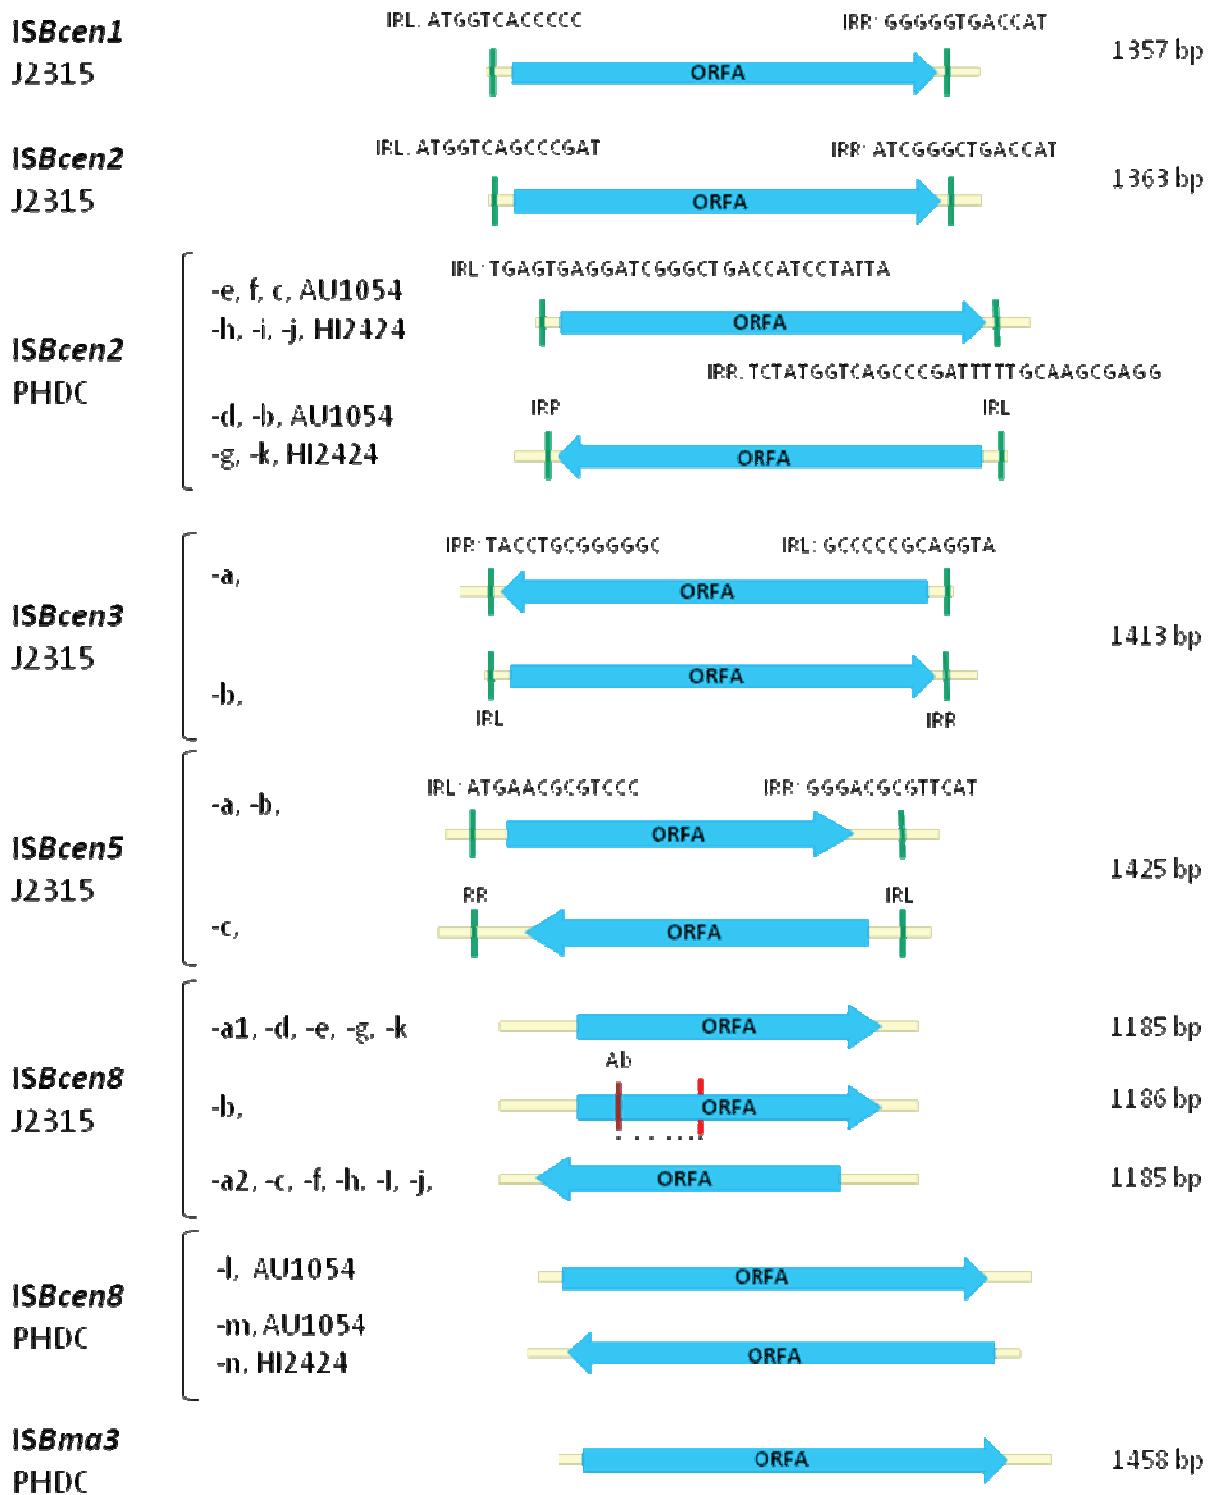 ISBcen1
J2315
IRL: ATGGTCACCCCC
IRR: GGGGGTGACCAT
ORFA
1357 bp
ISBcen2
J2315
IRL: ATGGTCAGCCCGAT
IRR: ATCGGGCTGACCAT
ORFA
1363 bp
ISBcen2
PHDC
-e, f, c, AU1054
-h, -i, -j, HI2424
IRL: TGAGTGAGGATCGGGCTGACCATCCTATTA
ORFA
IRR: TCTATGGTCAGCCCGATTTTTGCAAGCGAGG
-d, -b, AU1054
-g, -k, HI2424
IRR
IRL
ORFA
ISBcen3
J2315
-a,
IRR: TACCTGCGGGGGC
IRL: GCCCCCGCAGGTA
ORFA
-b,
ORFA
IRL
IRR
1413 bp
ISBcen5
J2315
-a, -b,
IRL: ATGAACGCGTCCC
IRR: GGGACGCGTTCAT
ORFA
-c,
RR
IRL
ORFA
1425 bp
ISBcen8
J2315
-a1, -d, -e, -g, -k
ORFA
1185 bp
-b,
Ab
ORFA
1186 bp
-a2, -c, -f, -h, -I, -j,
ORFA
1185 bp
ISBcen8
PHDC
-l, AU1054
ORFA
-m, AU1054
-n, HI2424
ORFA
ISBma3
PHDC
ORFA
1458 bp